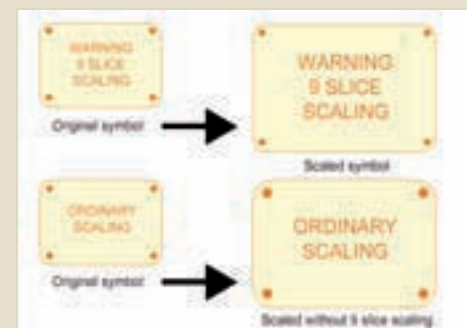 WARNING
9 SLICE
SCALING
WARNING
9 SLICE
SCALING
Original symbol
Scaled symbol
ORDINARY
SCALING
ORDINARY
SCALING
Original symbol
Scaled without 9 slice scaling